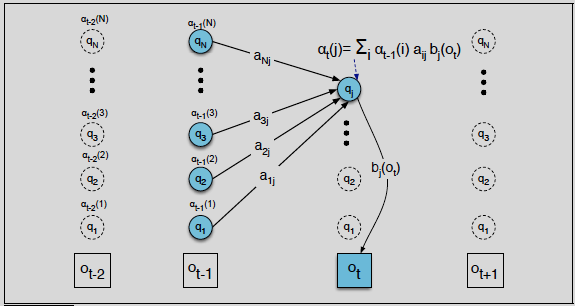 αt-2(N) αt-1(N)
qN qN αt(j)= Σi αt-1(i) aij bj(ot) qN
aNj
qj
αt-2(3) αt-1(3) a3j
q3 q3 q3
αt-2(2) αt-1(2) a2j
q2 q2 a1j q2 bj(ot) q2
αt-2(1) αt-1(1)
q1 q1 q1 q1
ot-2 ot-1 ot ot+1